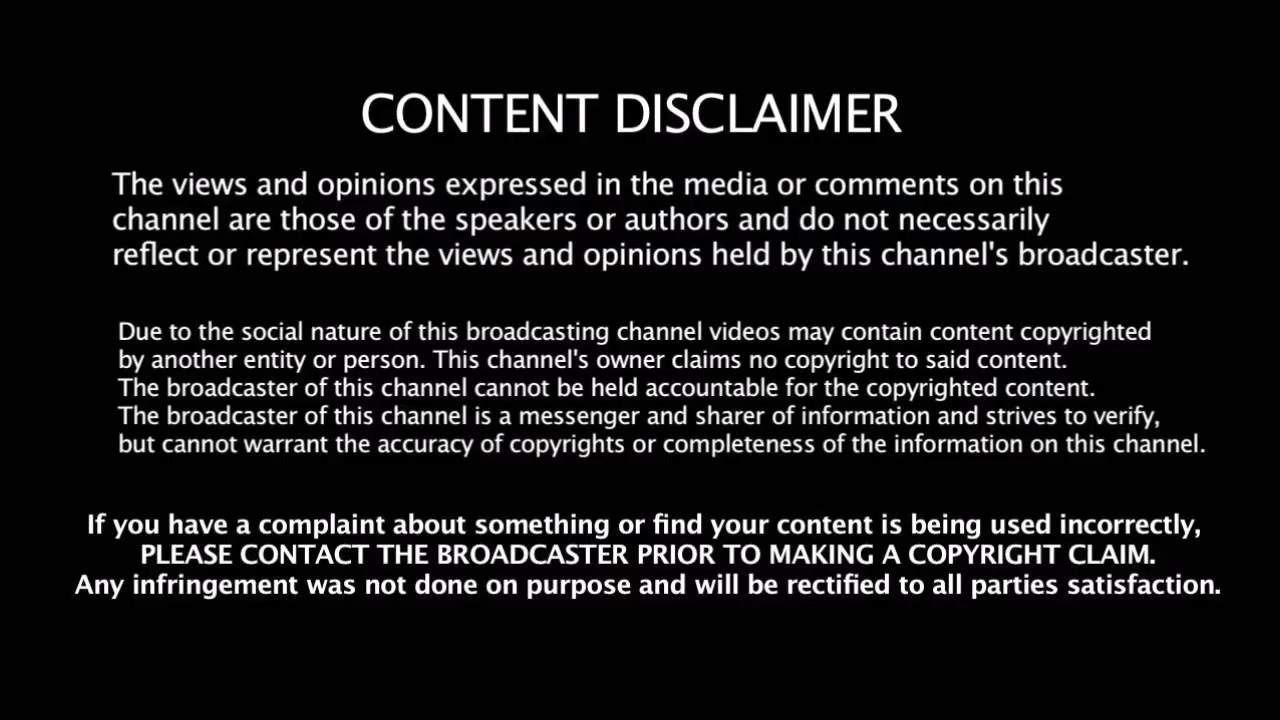 CONTENT DISCLAIMER
The views and opinions expressed in the media or comments on this
channel are those of the speakers or authors and do not necessarily
reflect or represent the views and opinions held by this channel's broadcaster.
Due to the social nature of this broadcasting channel videos may contain content copyrighted
by another entity or person. This channel's owner claims no copyright to said content.
The broadcaster of this channel cannot be held accountable for the copyrighted content.
The broadcaster of this channel is a messenger and sharer of information and strives to verify,
but cannot warrant the accuracy of copyrights or completeness of the information on this channel.
If you have a complaint about something or find your content is being used incorrectly,
PLEASE CONTACT THE BROADCASTER PRIOR TO MAKING A COPYRIGHT CLAIM.
Any infringement was not done on purpose and will be rectified to all parties satisfaction.